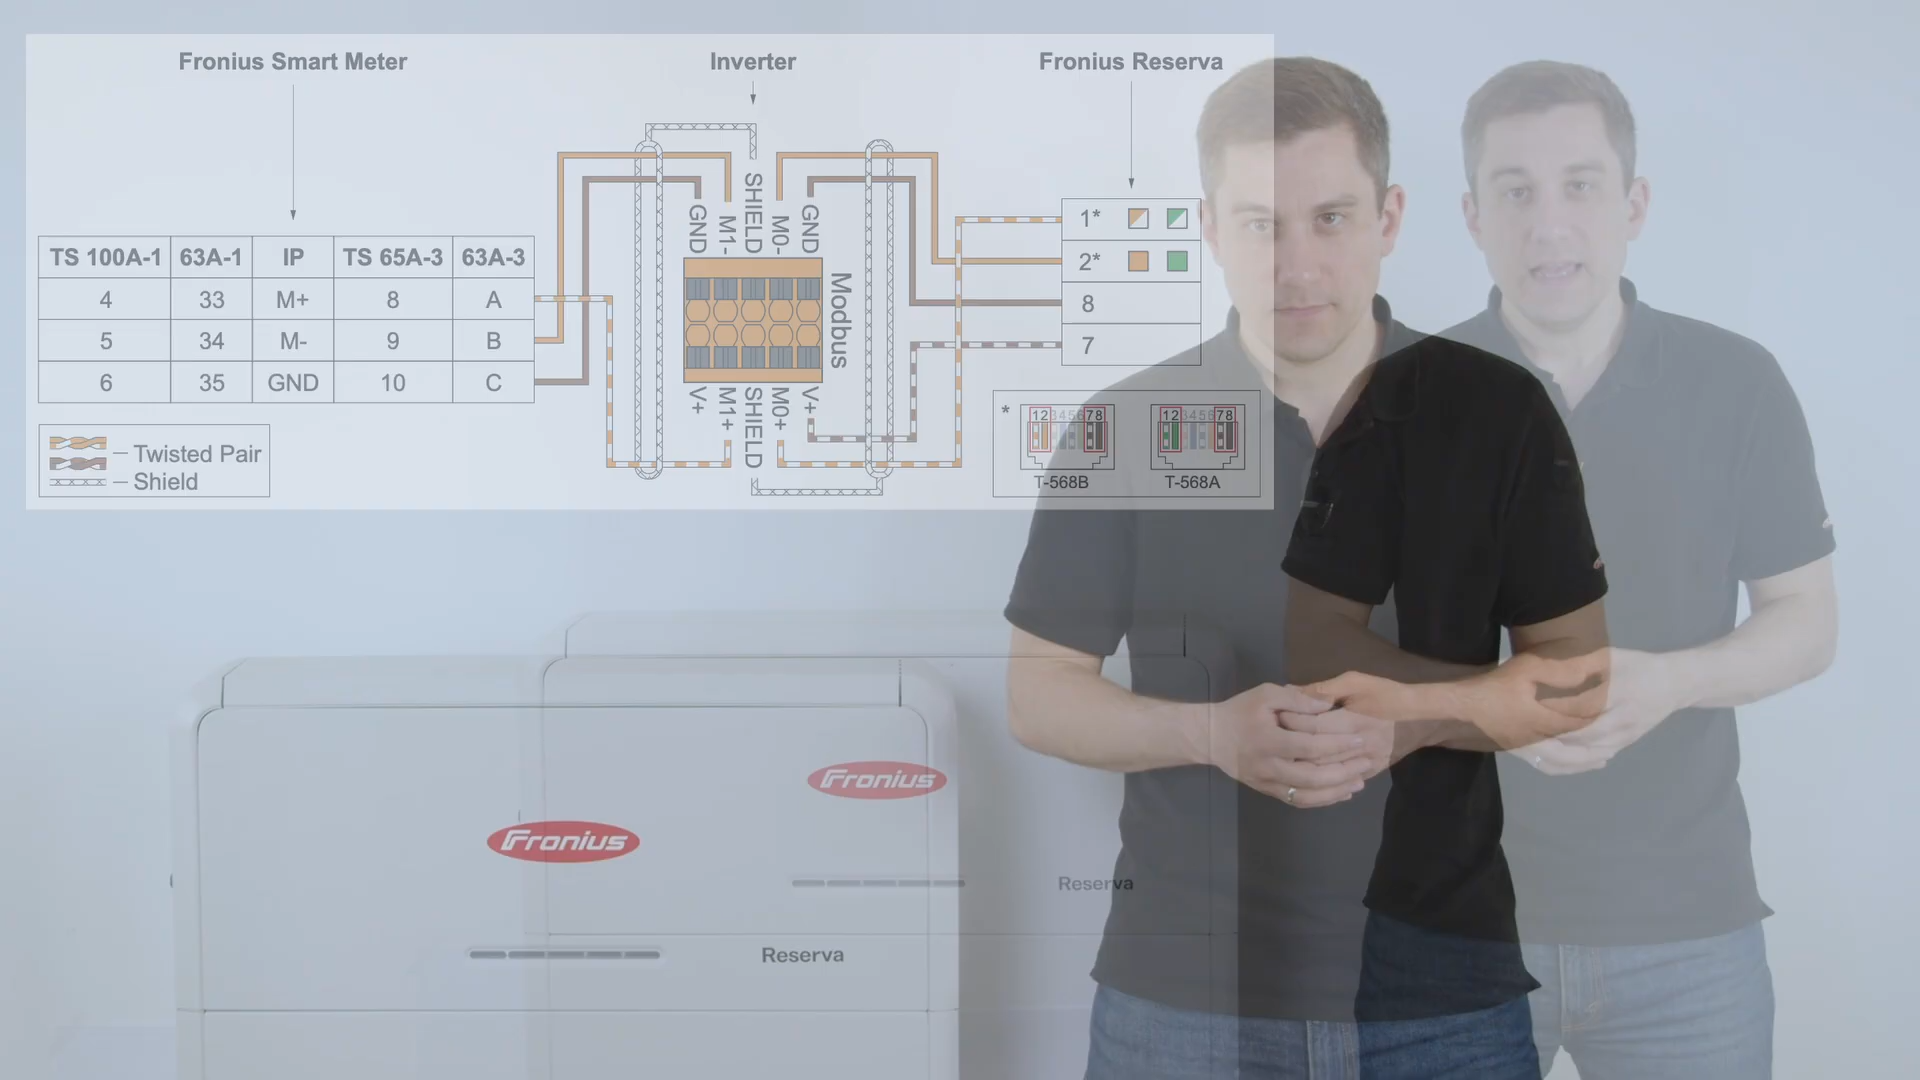 Fronius Smart Meter
Inverter
Fronius Reserva
TS 100A-1 63A-1 IP TS 65A-3 63A-3
4 33 M+ 8 A
5 34 M- 9 B
6 35 GND 10 C
Twisted Pair
Shield
GND
M1-
SHIELD
M0-
GND
Modbus
V+
M1+
SHIELD
M0+
V+
1*
2*
8
7
*
12345678
12345678
T-568B
T-568A
Fronius
Fronius
Reserva
Reserva